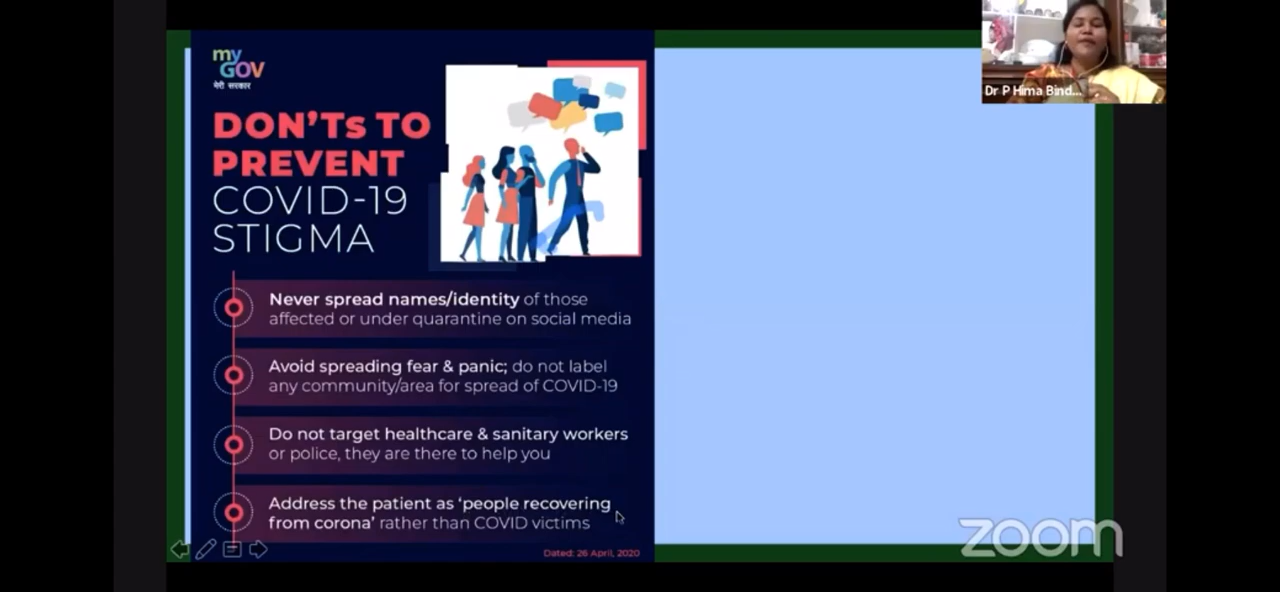 my
GOV
मेरी सरकार
DON'Ts TO
PREVENT
COVID-19
STIGMA
Never spread names/identity of those
affected or under quarantine on social media
Avoid spreading fear & panic; do not label
any community/area for spread of COVID-19
Do not target healthcare & sanitary workers
or police, they are there to help you
Address the patient as 'people recovering
from corona' rather than COVID victims
Dated: 26 April, 2020
Dr P Hima Bind...
zoom